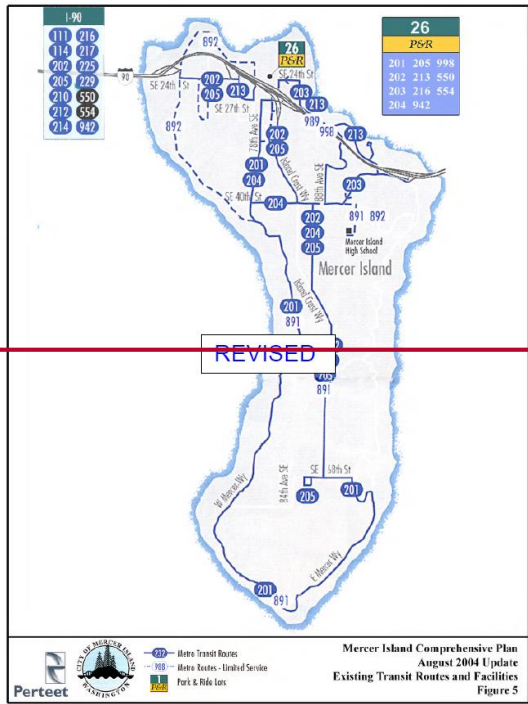 I-90
111 216
114 217
202 225
205 229
210 550
212 554
214 942
90
892
26
P&R
SE 24th St
SE 24th St
26
P&R
201 205 998
202 213 550
203 216 554
204 942
202
205
213
SE 27th St
203
213
989
998
213
892
78th Ave SE
202
205
Island Crest Wy
88th Ave SE
201
204
SE 40th St
204
203
891 892
202
204
205
Mercer Island
High School
Mercer Island
Island Crest Wy
201
891
REVISED
891
W Mercer Wy
84th Ave SE
SE 68th St
205
201
E Mercer Wy
201
891
Perteet
CITY OF MERCER ISLAND
WASHINGTON
232 Metro Transit Routes
988 Metro Routes - Limited Service
1
P&R
Park & Ride Lots
Mercer Island Comprehensive Plan
August 2004 Update
Existing Transit Routes and Facilities
Figure 5